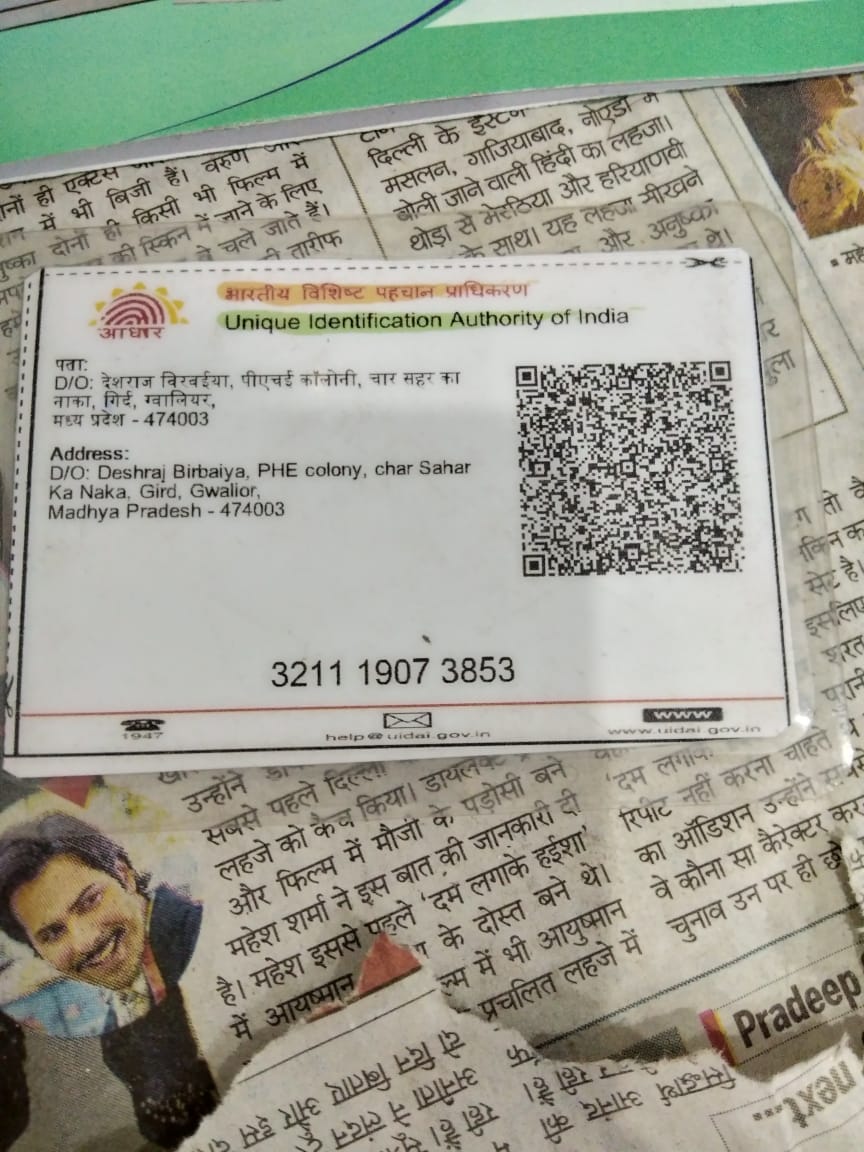 दिल्ली के ईस्टर्न
मसलन, गाजियाबाद, नोएडा में
बोली जाने वाली हिंदी का लहजा।
थोड़ा से मेरठिया और हरियाणवी
के साथ। यह लहजा सीखने
और अनुष्का
थे।
ही एक्टर्स
में भी बिजी हैं। वरुण
दोनों ही किसी भी फिल्म में
की स्किन में जाने के लिए
चले जाते हैं।
तारीफ
आधार
भारतीय विशिष्ट पहचान प्राधिकरण
Unique Identification Authority of India
पता:
D/O: देशराज विरवईया, पीएचई कॉलोनी, चार सहर का
नाका, गिर्द, ग्वालियर,
मध्य प्रदेश - 474003
Address:
D/O: Deshraj Birbaiya, PHE colony, char Sahar
Ka Naka, Gird, Gwalior,
Madhya Pradesh - 474003
3211 1907 3853
1947
help@uidai.gov.in
WWW
www.uidai.gov.in
उन्होंने
सबसे पहले दिल्ली
लहजे को कैच किया। डायलेक्ट
और फिल्म में मौजी के पड़ोसी बने
महेश शर्मा ने इस बात की जानकारी दी
है। महेश इससे पहले 'दम लगाके हईशा'
में आयुष्मान के दोस्त बने थे।
में भी आयुष्मान
प्रचलित लहजे में
'दम लगाके
रिपीट नहीं करना चाहते थे
का ऑडिशन उन्होंने
वे कौना सा कैरेक्टर
चुनाव उन पर ही
Pradeep
next...
सिद्धार्थ आनंद की